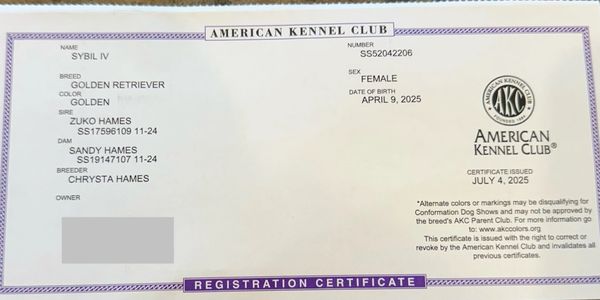 AMERICAN KENNEL CLUB
NAME
SYBIL IV
NUMBER
SS52042206
BREED
GOLDEN RETRIEVER
COLOR
GOLDEN
SEX
FEMALE
DATE OF BIRTH
APRIL 9, 2025
SIRE
ZUKO HAMES
SS17596109 11-24
DAM
SANDY HAMES
SS19147107 11-24
BREEDER
CHRYSTA HAMES
OWNER
AMERICAN KENNEL CLUB
AKC
FOUNDED 1884
AMERICAN
KENNEL CLUB®
CERTIFICATE ISSUED
JULY 4, 2025
*Alternate colors or markings may be disqualifying for
Conformation Dog Shows and may not be approved by
the breed's AKC Parent Club. For more information go
to: www.akccolors.org
This certificate is issued with the right to correct or
revoke by the American Kennel Club and invalidates all
previous certificates.
REGISTRATION CERTIFICATE